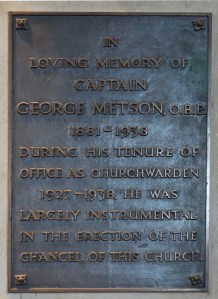 IN
LOVING MEMORY OF
CAPTAIN
GEORGE METSON, O.B.E.
1881-1938
DURING HIS TENURE OF
OFFICE AS CHURCHWARDEN
1927-1938, HE WAS
LARGELY INSTRUMENTAL
IN THE ERECTION OF THE
CHANCEL OF THIS CHURCH.